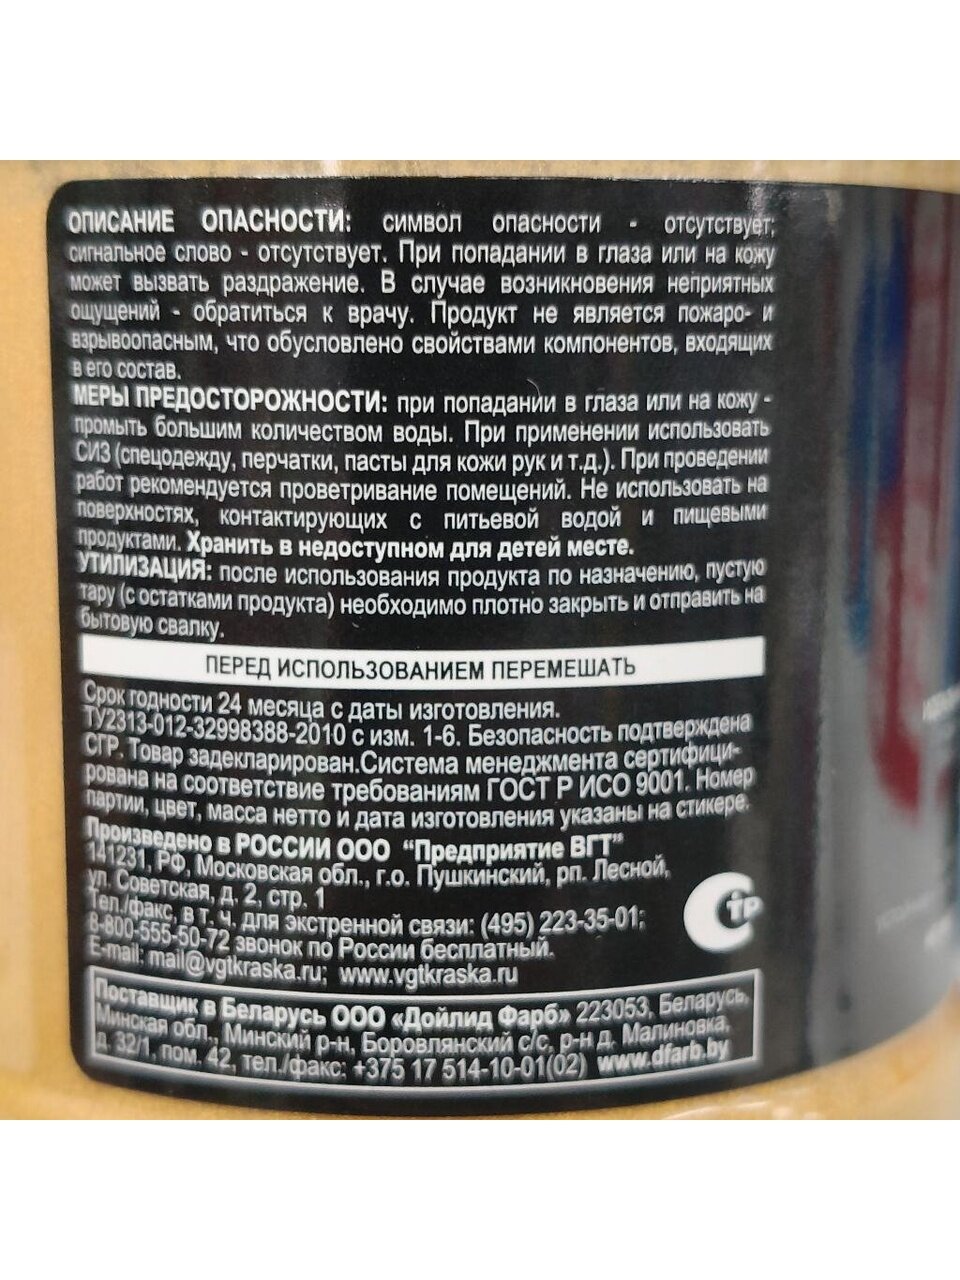 ОПИСАНИЕ ОПАСНОСТИ: символ опасности - отсутствует;
сигнальное слово - отсутствует. При попадании в глаза или на кожу
может вызвать раздражение. В случае возникновения неприятных
ощущений - обратиться к врачу. Продукт не является пожаро- и
взрывоопасным, что обусловлено свойствами компонентов, входящих
в его состав.
МЕРЫ ПРЕДОСТОРОЖНОСТИ: при попадании в глаза или на кожу -
промыть большим количеством воды. При применении использовать
СИЗ (спецодежду, перчатки, пасты для кожи рук и т.д.). При проведении
работ рекомендуется проветривание помещений. Не использовать на
поверхностях, контактирующих с питьевой водой и пищевыми
продуктами. Хранить в недоступном для детей месте.
УТИЛИЗАЦИЯ: после использования продукта по назначению, пустую
тару (с остатками продукта) необходимо плотно закрыть и отправить на
бытовую свалку.
ПЕРЕД ИСПОЛЬЗОВАНИЕМ ПЕРЕМЕШАТЬ
Срок годности 24 месяца с даты изготовления.
ТУ2313-012-32998388-2010 с изм. 1-6. Безопасность подтверждена
СГР. Товар задекларирован.Система менеджмента сертифици-
рована на соответствие требованиям ГОСТ Р ИСО 9001. Номер
партии, цвет, масса нетто и дата изготовления указаны на стикере.
Произведено в РОССИИ ООО "Предприятие ВГТ"
141231, РФ, Московская обл., г.о. Пушкинский, рп. Лесной,
ул. Советская, д. 2, стр. 1
Тел./факс, в т. ч. для экстренной связи: (495) 223-35-01;
8-800-555-50-72 звонок по России бесплатный.
E-mail: mail@vgtkraska.ru; www.vgtkraska.ru
Поставщик в Беларусь ООО «Дойлид Фарб» 223053, Беларусь,
Минская обл., Минский р-н, Боровлянский с/с, р-н д. Малиновка,
д. 32/1, пом. 42, тел./факс: +375 17 514-10-01(02) www.dfarb.by